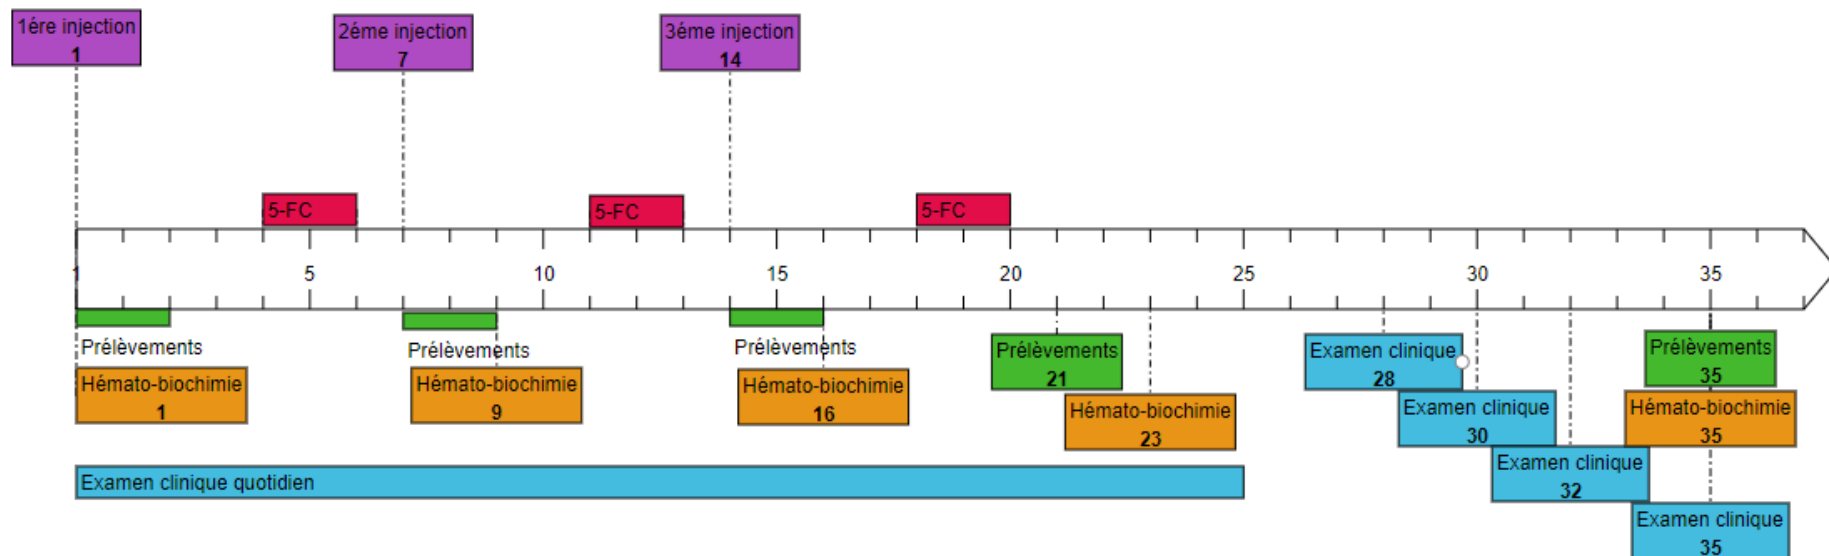 1ére injection
1
2éme injection
7
3éme injection
14
5-FC
5-FC
5-FC
1
5
10
15
20
25
30
35
Prélèvements
Prélèvements
Prélèvements
Hémato-biochimie
1
Hémato-biochimie
9
Hémato-biochimie
16
Prélèvements
21
Hémato-biochimie
23
Examen clinique
28
Examen clinique
30
Examen clinique
32
Prélèvements
35
Hémato-biochimie
35
Examen clinique
35
Examen clinique quotidien